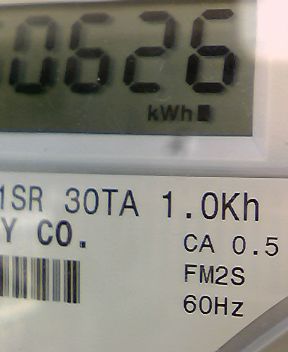 0626
kWh
1SR 30TA 1.0Kh
Y CO.
CA 0.5
FM2S
60Hz